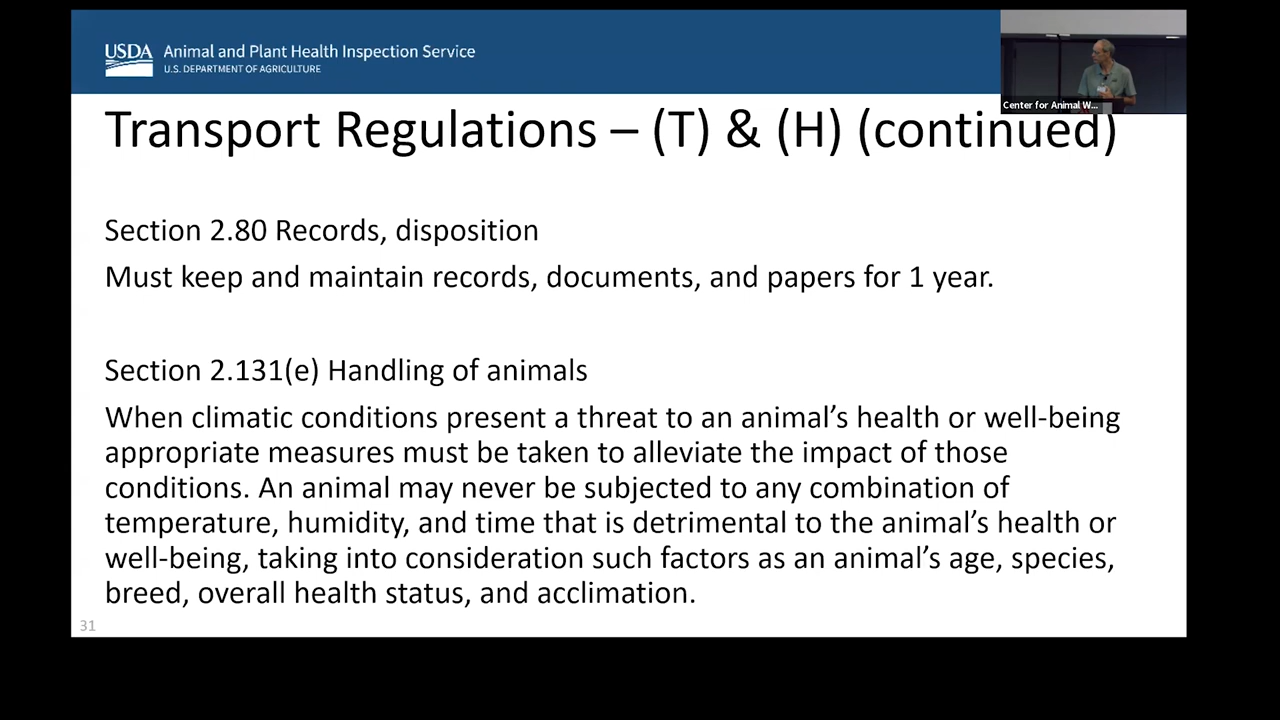 USDA Animal and Plant Health Inspection Service
U.S. DEPARTMENT OF AGRICULTURE
Center for Animal W...
Transport Regulations – (T) & (H) (continued)
Section 2.80 Records, disposition
Must keep and maintain records, documents, and papers for 1 year.
Section 2.131(e) Handling of animals
When climatic conditions present a threat to an animal’s health or well-being
appropriate measures must be taken to alleviate the impact of those
conditions. An animal may never be subjected to any combination of
temperature, humidity, and time that is detrimental to the animal’s health or
well-being, taking into consideration such factors as an animal’s age, species,
breed, overall health status, and acclimation.
31